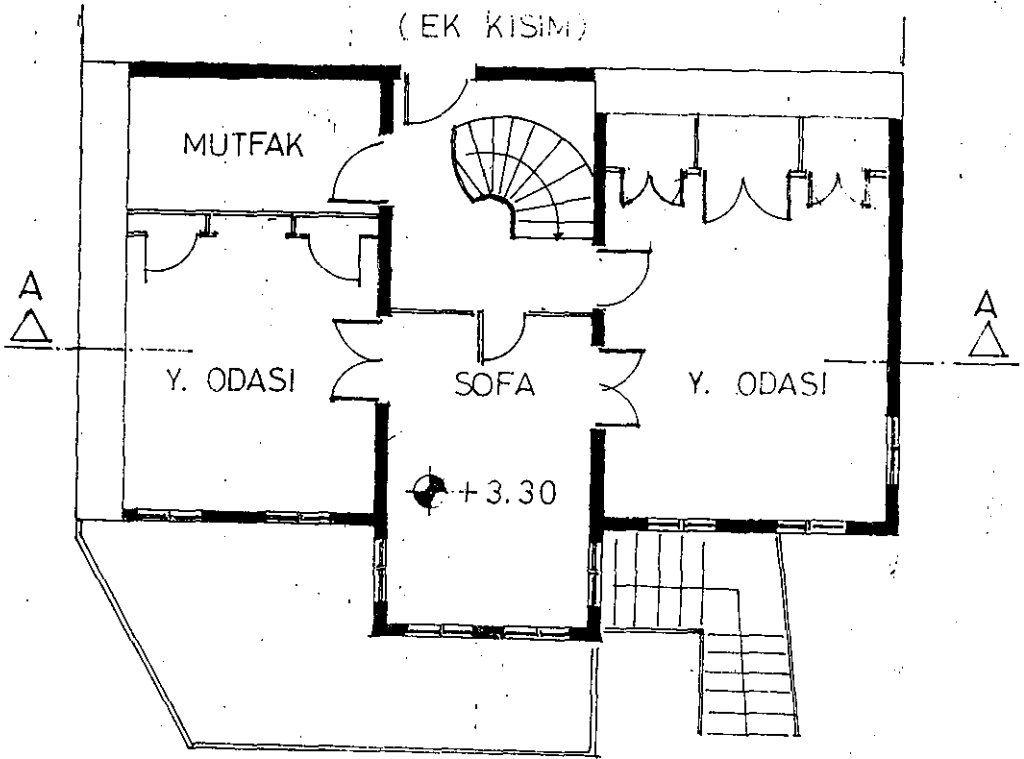 (EK KISIM)
MUTFAK
A
A
Y. ODASI
SOFA
Y. ODASI
+3.30